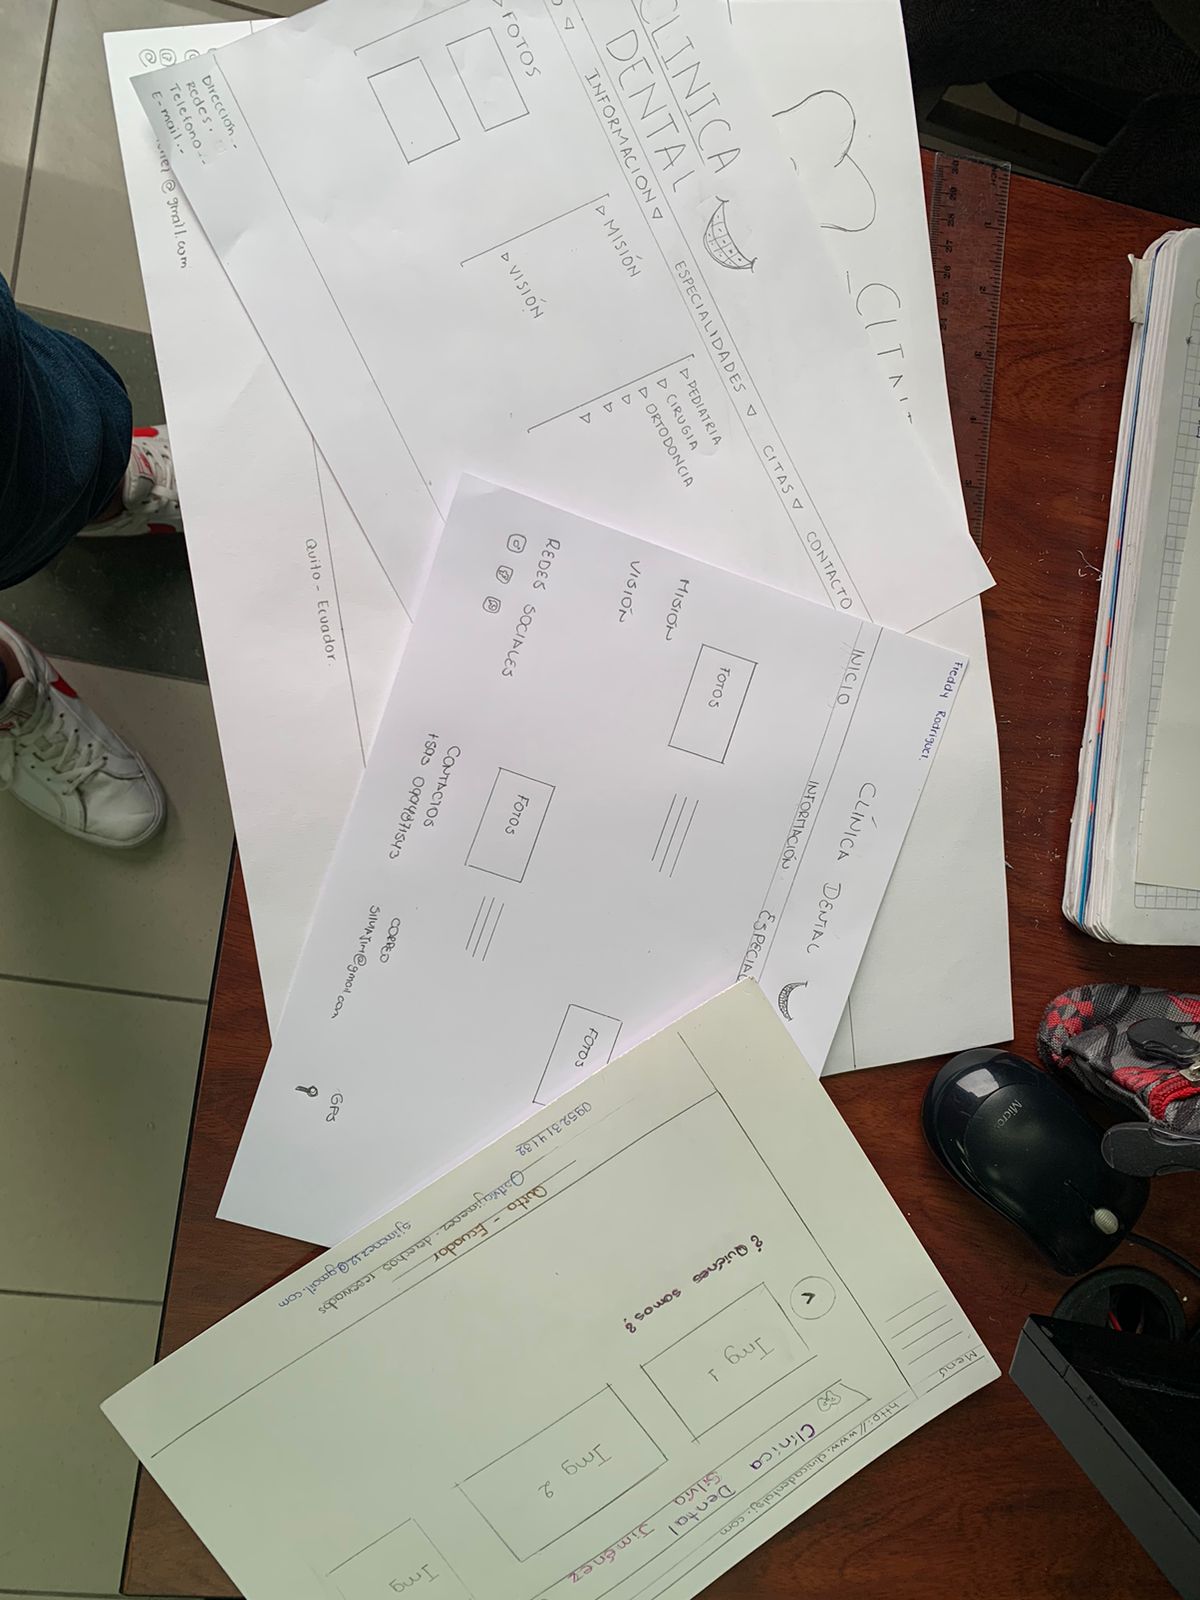 CLINICA
DENTAL
INFORMACION
ESPECIALIDADES
CITAS
CONTACTO
FOTOS
MISIÓN
VISIÓN
PEDIATRIA
CIRUGIA
ORTODONCIA
Dirección..
Redes.
Telefono..
E-mail..
@gmail.com
Quito - Ecuador.
Freddy Rodriguez.
CLÍNICA DENTAL
INICIO
INFORMACIÓN
ESPECIAL
FOTOS
MISIÓN
VISIÓN
FOTOS
FOTOS
REDES SOCIALES
CONTACTOS
+593 0994871543
CORREO
SILVIAJIM@gmail.com
GPS
Menú
http://www.clinicadentalsj.com
Clínica Dental
Silvia Jiménez
Img 1
Img 2
Img
¿Quiénes somos?
Quito - Ecuador
@silviajimenez. derechos reservados
0952314132
sjimenez12@gmail.com
Micro